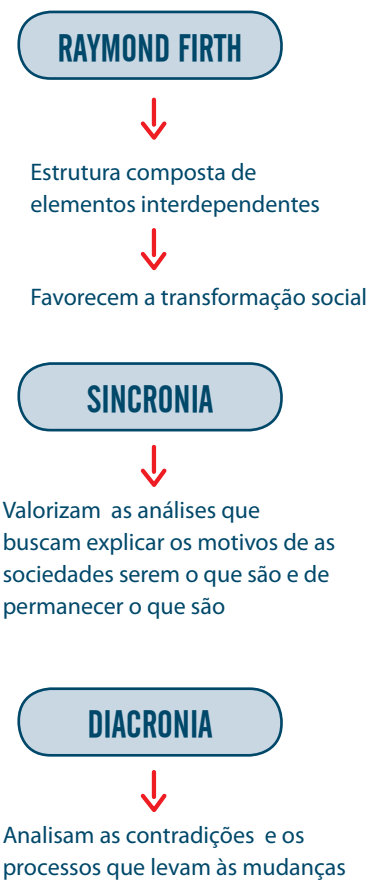 RAYMOND FIRTH
Estrutura composta de
elementos interdependentes
Favorecem a transformação social
SINCRONIA
Valorizam as análises que
buscam explicar os motivos de as
sociedades serem o que são e de
permanecer o que são
DIACRONIA
Analisam as contradições e os
processos que levam às mudanças